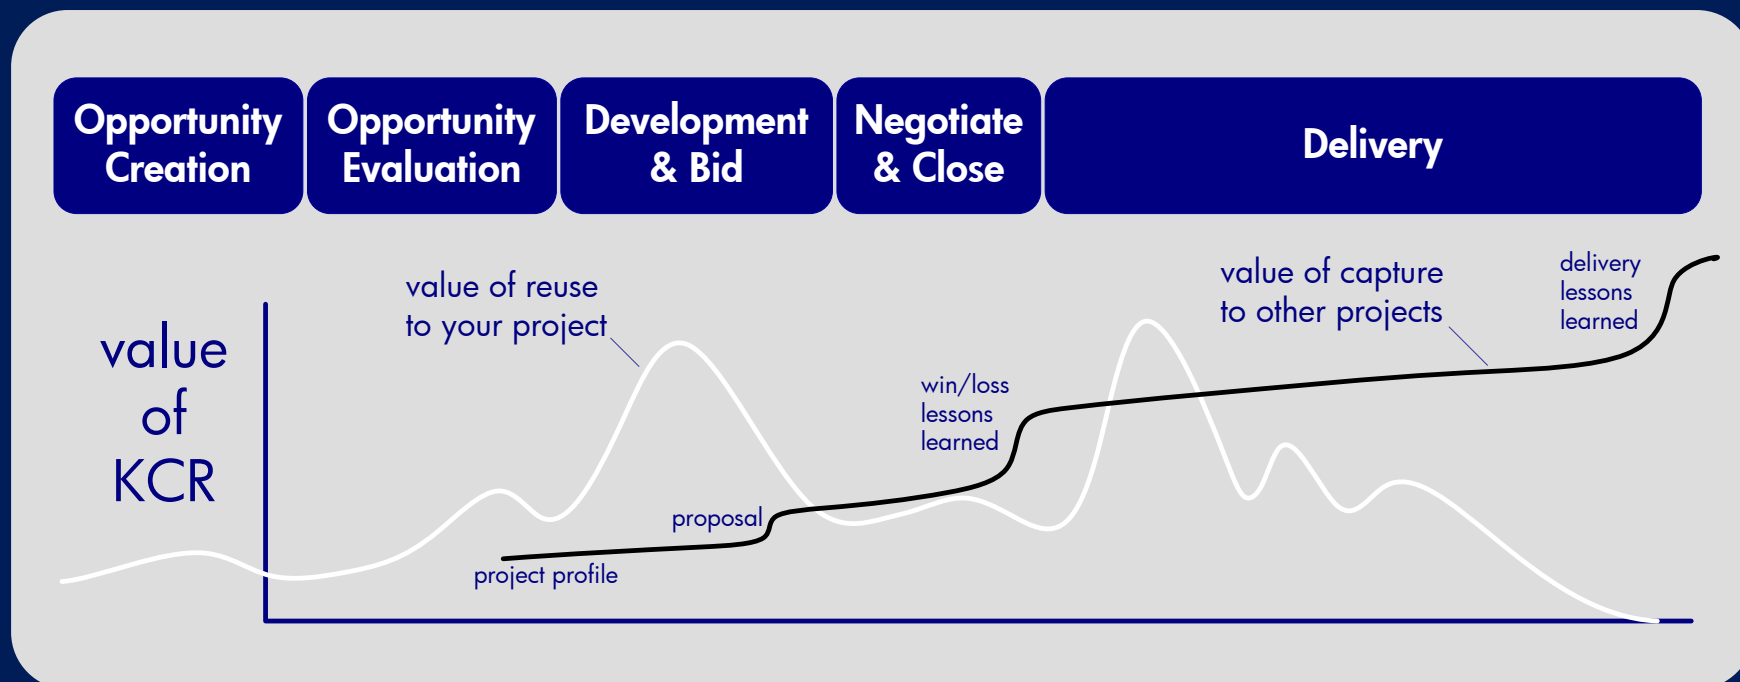 Opportunity
Creation
Opportunity
Evaluation
Development
& Bid
Negotiate
& Close
Delivery
value of reuse
to your project
value of capture
to other projects
delivery
lessons
learned
value
of
KCR
win/loss
lessons
learned
proposal
project profile